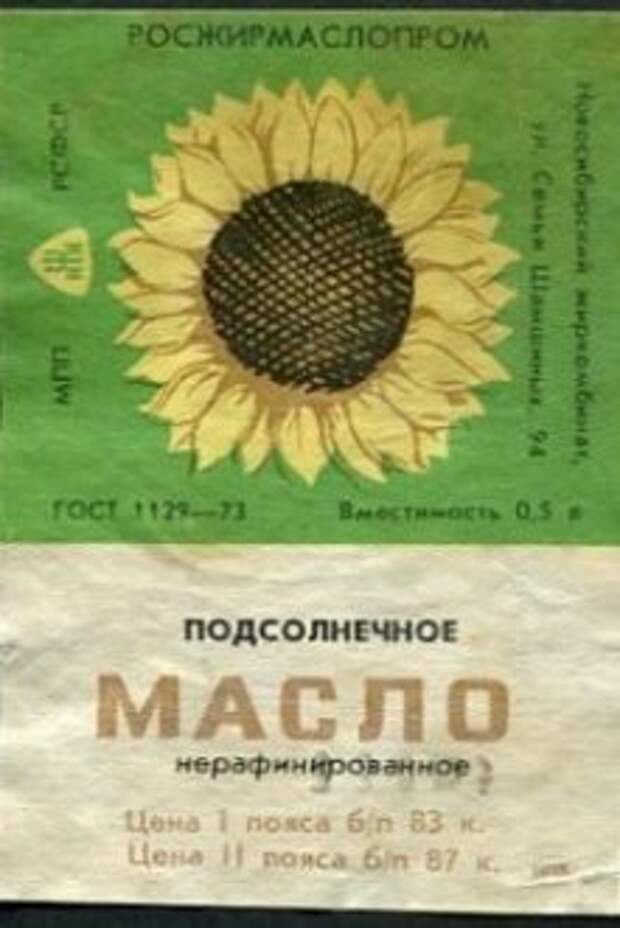 РОСЖИРМАСЛОПРОМ
МПП РСФСР
Новосибирский жиркомбинат,
ул. Семьи Шамшиных, 94
ГОСТ 1129—73
Вместимость 0,5 л
ПОДСОЛНЕЧНОЕ
МАСЛО
нерафинированное
Цена I пояса б/п 83 к.
Цена II пояса б/п 87 к.